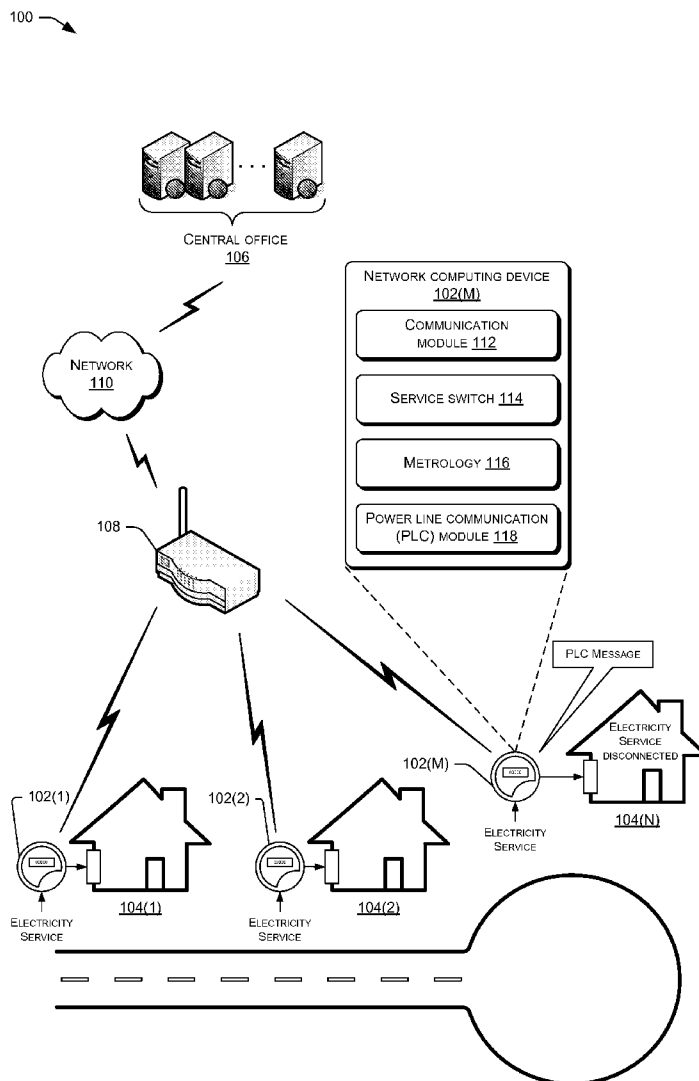 100
CENTRAL OFFICE
106
NETWORK COMPUTING DEVICE
102(M)
COMMUNICATION
MODULE 112
SERVICE SWITCH 114
METROLOGY 116
POWER LINE COMMUNICATION
(PLC) MODULE 118
NETWORK
110
108
PLC MESSAGE
ELECTRICITY
SERVICE
DISCONNECTED
102(M)
104(N)
ELECTRICITY
SERVICE
102(1)
102(2)
104(1)
104(2)
ELECTRICITY
SERVICE
ELECTRICITY
SERVICE